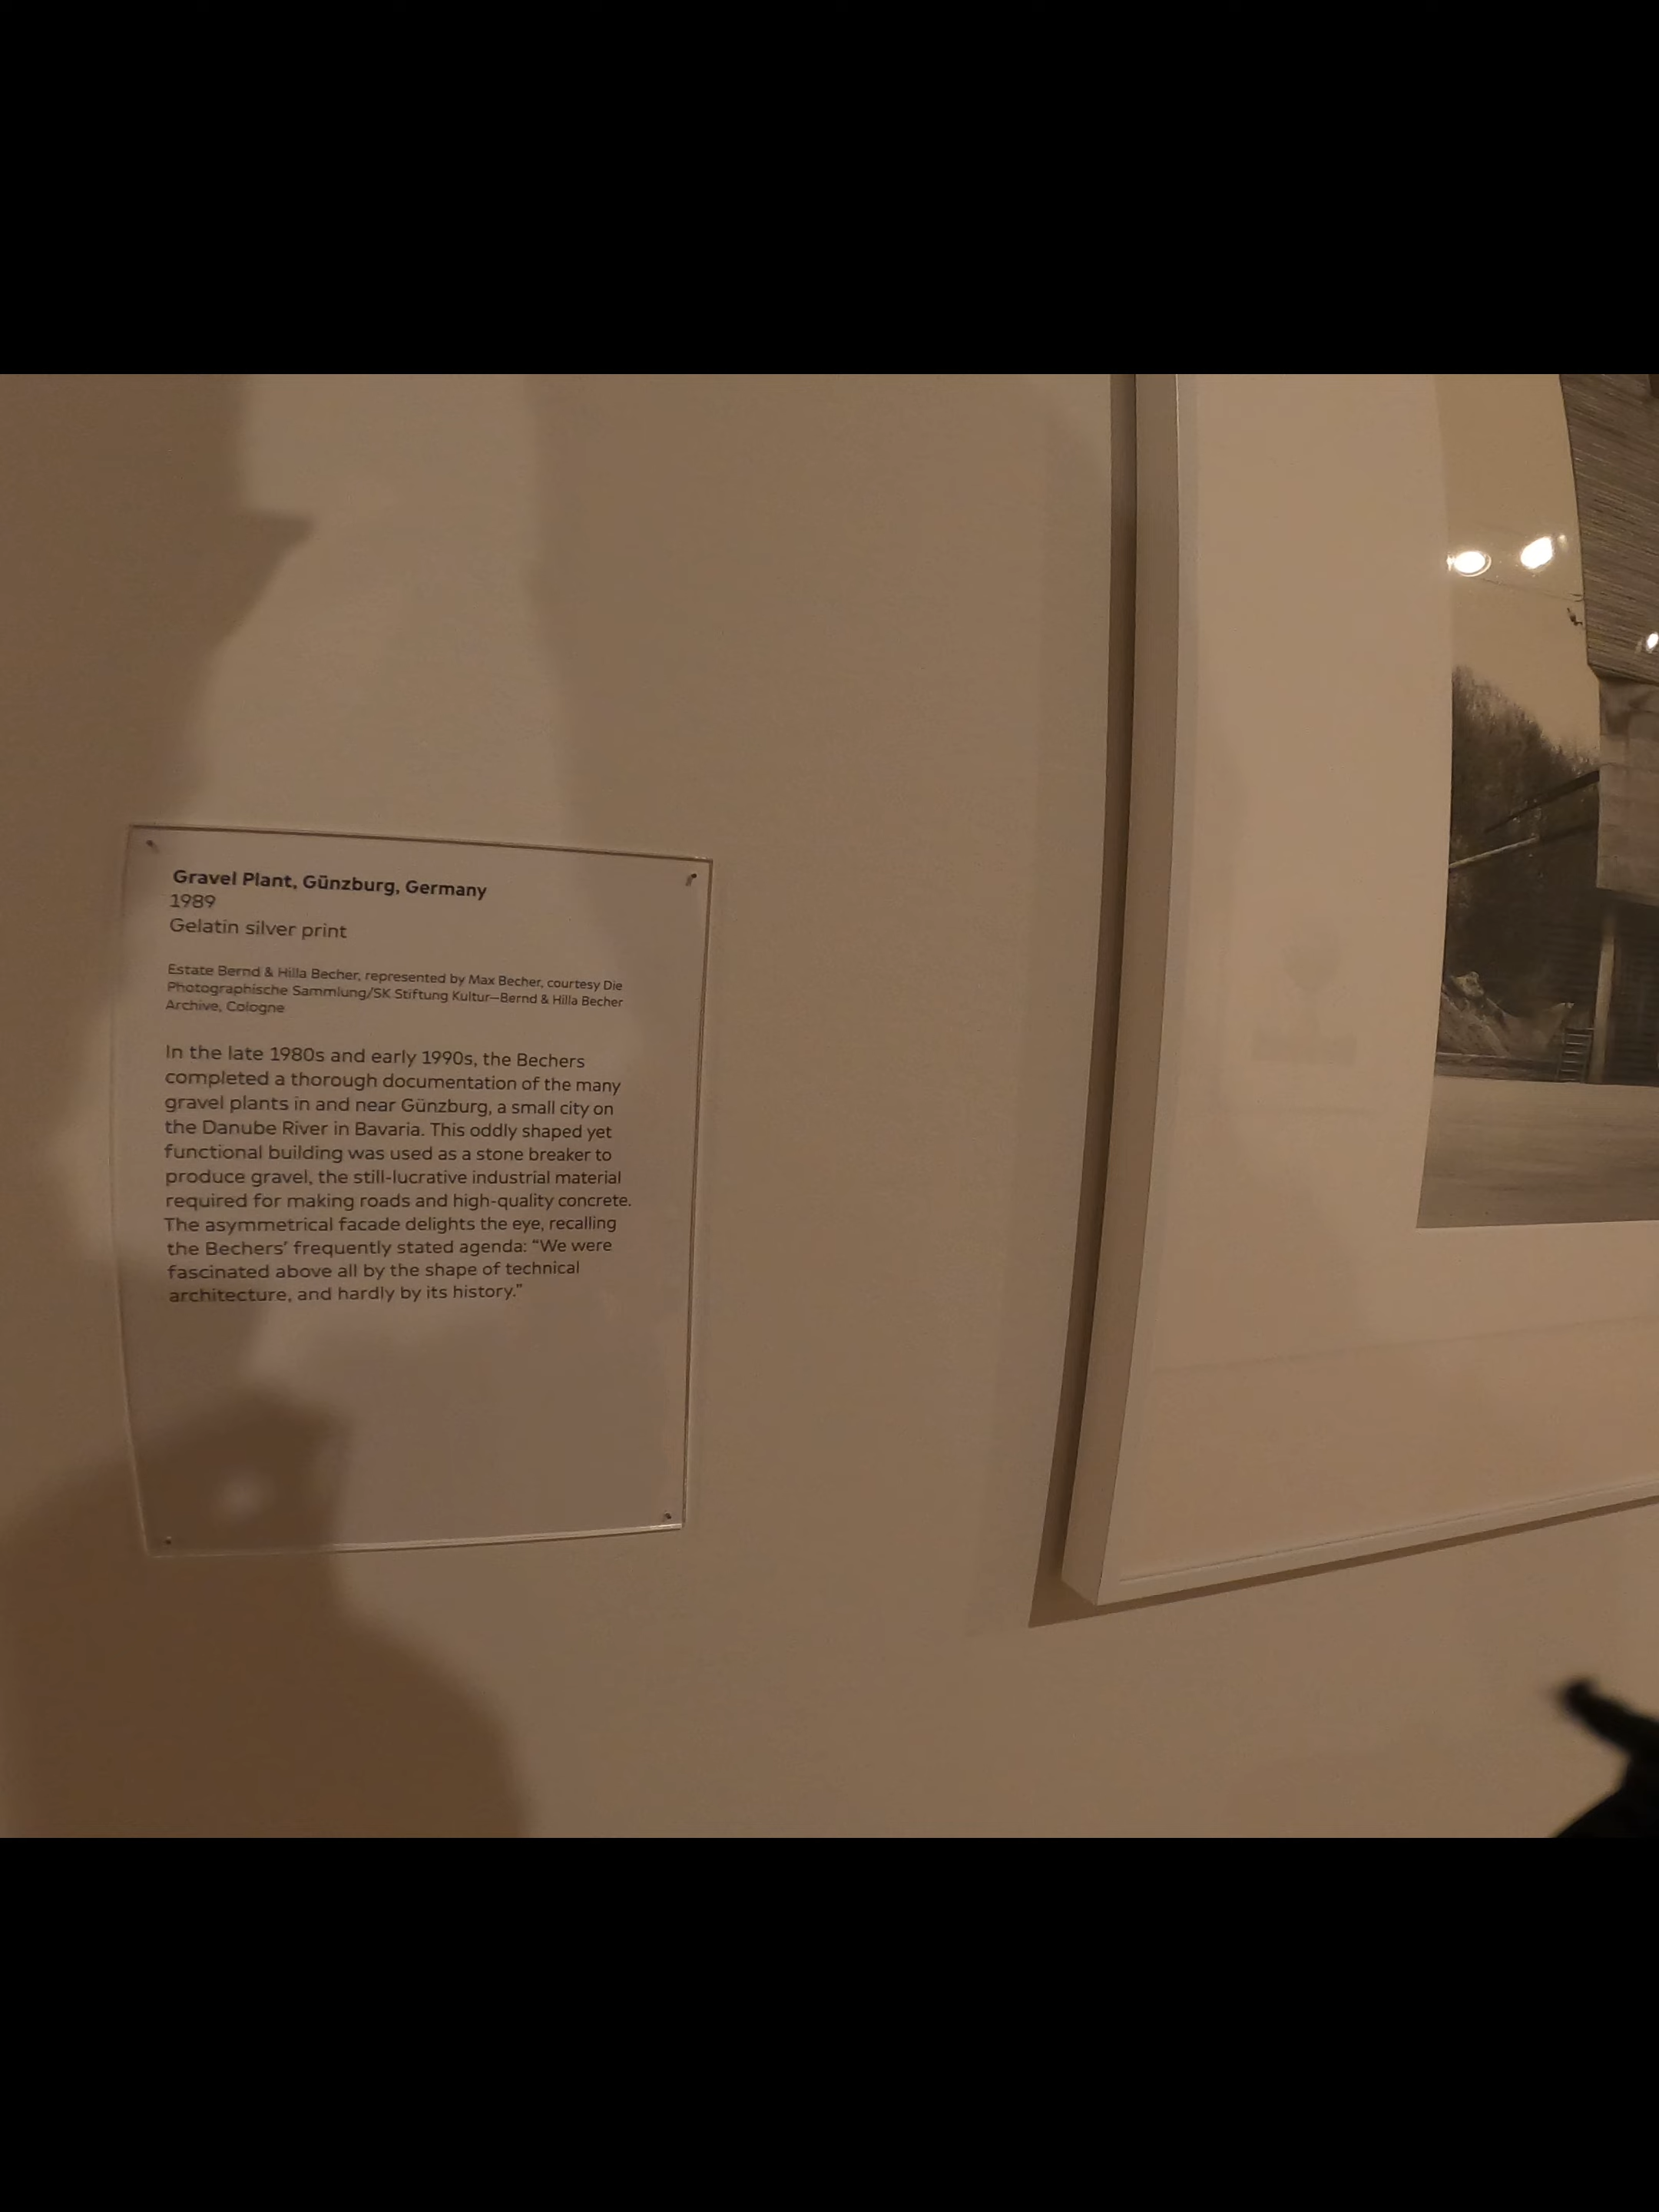 Gravel Plant, Günzburg, Germany
1989
Gelatin silver print
Estate Bernd & Hilla Becher, represented by Max Becher, courtesy Die
Photographische Sammlung/SK Stiftung Kultur—Bernd & Hilla Becher
Archive, Cologne
In the late 1980s and early 1990s, the Bechers
completed a thorough documentation of the many
gravel plants in and near Günzburg, a small city on
the Danube River in Bavaria. This oddly shaped yet
functional building was used as a stone breaker to
produce gravel, the still-lucrative industrial material
required for making roads and high-quality concrete.
The asymmetrical facade delights the eye, recalling
the Bechers’ frequently stated agenda: “We were
fascinated above all by the shape of technical
architecture, and hardly by its history.”